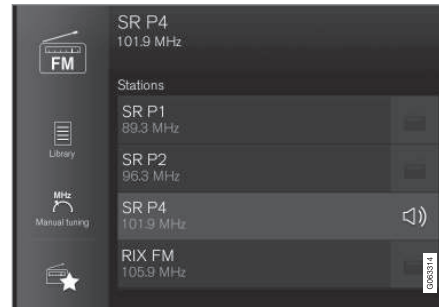 SR P4
101.9 MHz
FM
Stations
SR P1
89.3 MHz
Library
SR P2
96.3 MHz
MHz
Manual tuning
SR P4
101.9 MHz
RIX FM
105.9 MHz
G063314